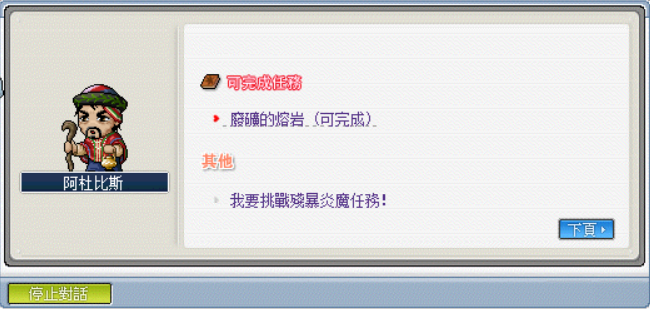 可完成任務
廢礦的熔岩 (可完成)
其他
我要挑戰殘暴炎魔任務!
阿杜比斯
下頁
停止對話